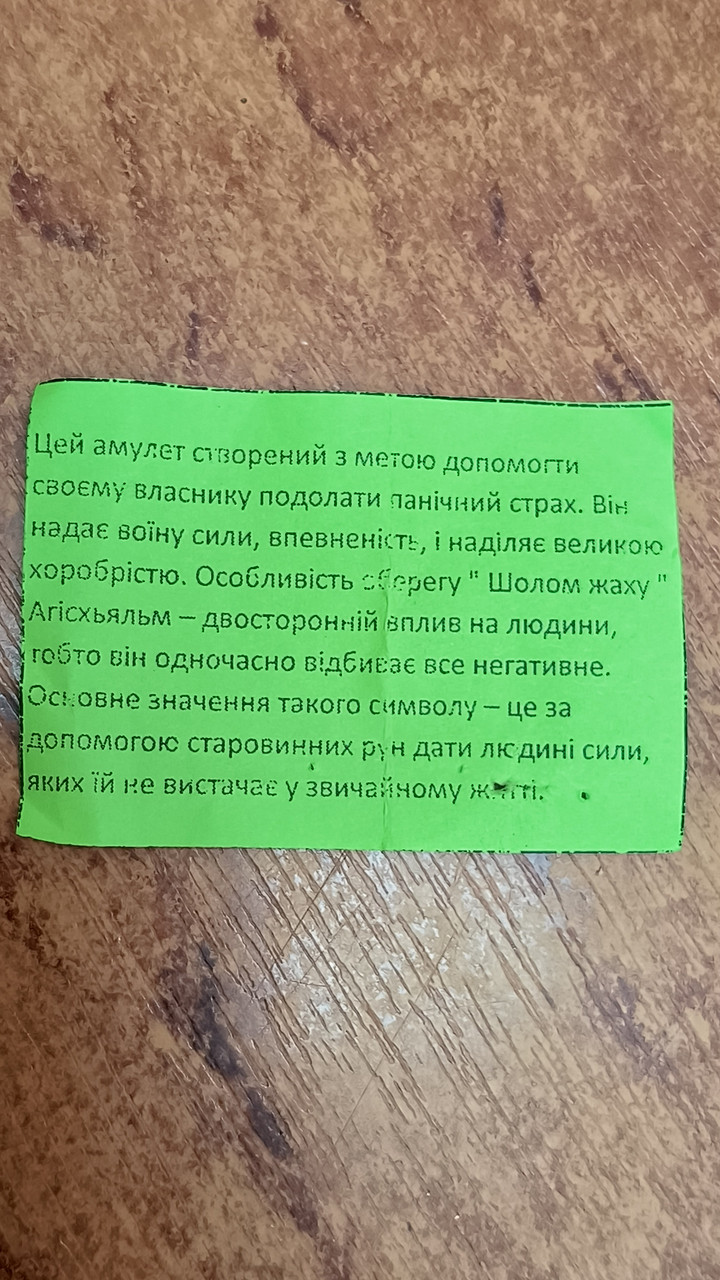 Цей амулет створений з метою допомогти
своєму власнику подолати панічний страх. Він
надає воїну сили, впевненість, і наділяє великою
хоробрістю. Особливість оберегу " Шолом жаху "
Агісхьяльм – двосторонній вплив на людини,
тобто він одночасно відбиває все негативне.
Основне значення такого символу – це за
допомогою старовинних рун дати людині сили,
яких їй не вистачає у звичайному житті.